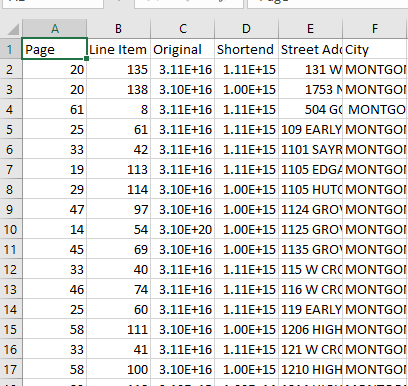 A B C D E F
1 Page Line Item Original Shortend Street Adc City
2 20 135 3.11E+16 1.11E+15 131 W MONTGO
3 20 138 3.10E+16 1.00E+15 1753 MONTGO
4 61 8 3.11E+16 1.11E+15 504 GC MONTGO
5 25 61 3.11E+16 1.11E+15 109 EARLY MONTGO
6 33 42 3.11E+16 1.11E+15 1101 SAYR MONTGO
7 19 113 3.11E+16 1.11E+15 1105 EDGA MONTGO
8 29 114 3.10E+16 1.00E+15 1105 HUTC MONTGO
9 47 97 3.10E+16 1.00E+15 1124 GRO MONTGO
10 14 54 3.10E+20 1.00E+15 1125 GRO MONTGO
11 45 69 3.10E+16 1.00E+15 1135 GRO MONTGO
12 33 40 3.11E+16 1.11E+15 115 W CRO MONTGO
13 46 74 3.11E+16 1.11E+15 116 W CRO MONTGO
14 25 60 3.11E+16 1.11E+15 119 EARLY MONTGO
15 58 111 3.10E+16 1.00E+15 1206 HIGH MONTGO
16 33 41 3.11E+16 1.11E+15 121 W CRO MONTGO
17 58 100 3.10E+16 1.00E+15 1210 HIGH MONTGO